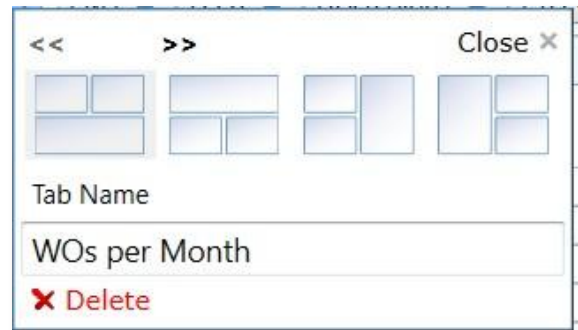 << >> Close ×
Tab Name
WOs per Month
✘ Delete